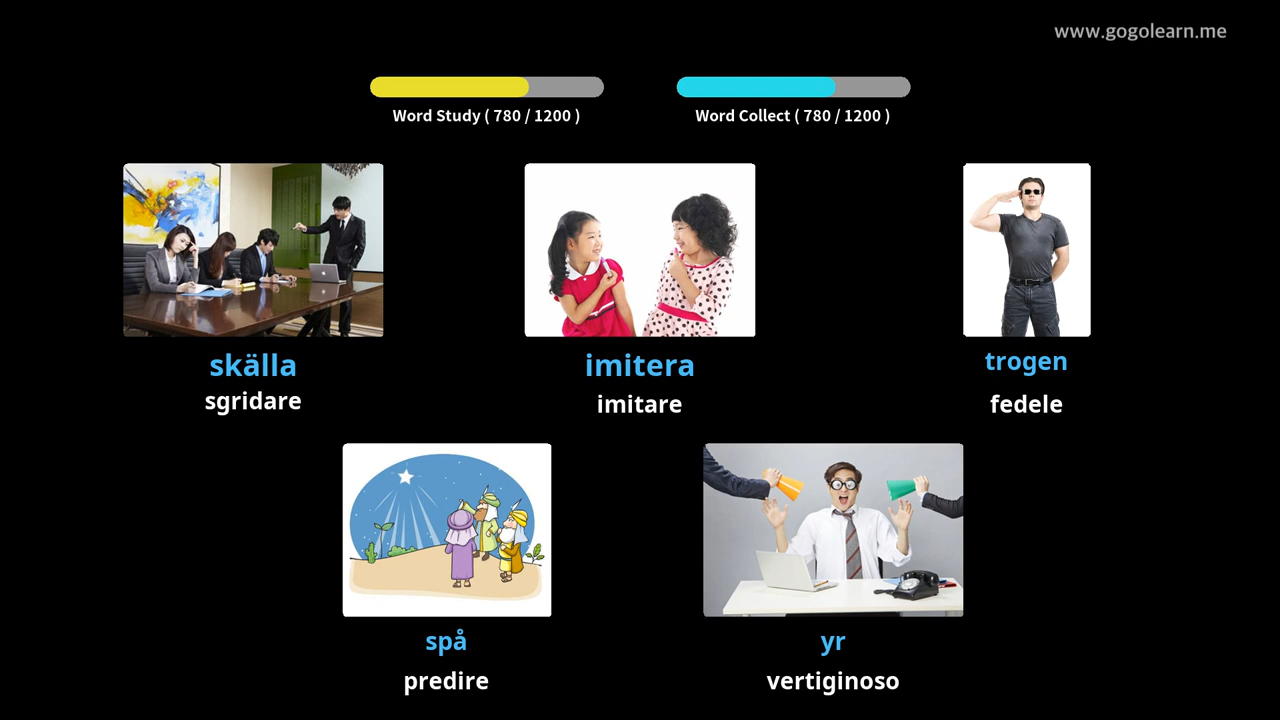 www.gogolearn.me
Word Study ( 780 / 1200 )
Word Collect ( 780 / 1200 )
skälla
sgridare
imitera
imitare
trogen
fedele
spå
predire
yr
vertiginoso